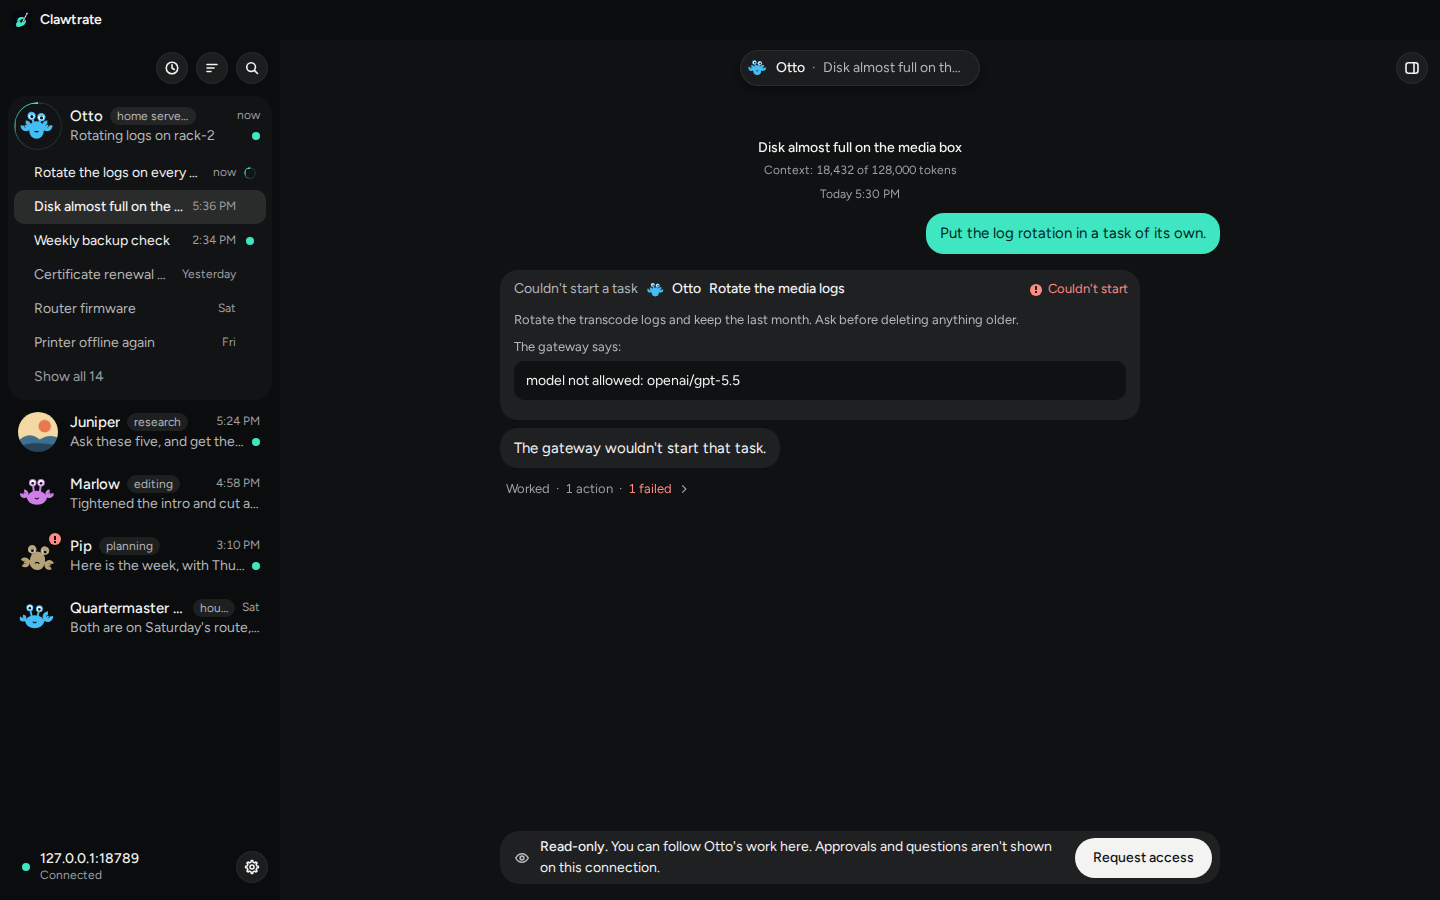 Clawtrate
Otto home serve... now
Rotating logs on rack-2
Rotate the logs on every ... now
Disk almost full on the ... 5:36 PM
Weekly backup check 2:34 PM
Certificate renewal ... Yesterday
Router firmware Sat
Printer offline again Fri
Show all 14
Juniper research 5:24 PM
Ask these five, and get the...
Marlow editing 4:58 PM
Tightened the intro and cut a...
Pip planning 3:10 PM
Here is the week, with Thu...
Quartermaster ... hou... Sat
Both are on Saturday's route,...
127.0.0.1:18789
Connected
Otto · Disk almost full on th...
Disk almost full on the media box
Context: 18,432 of 128,000 tokens
Today 5:30 PM
Put the log rotation in a task of its own.
Couldn't start a task Otto Rotate the media logs Couldn't start
Rotate the transcode logs and keep the last month. Ask before deleting anything older.
The gateway says:
model not allowed: openai/gpt-5.5
The gateway wouldn't start that task.
Worked · 1 action · 1 failed
Read-only. You can follow Otto's work here. Approvals and questions aren't shown
on this connection.
Request access